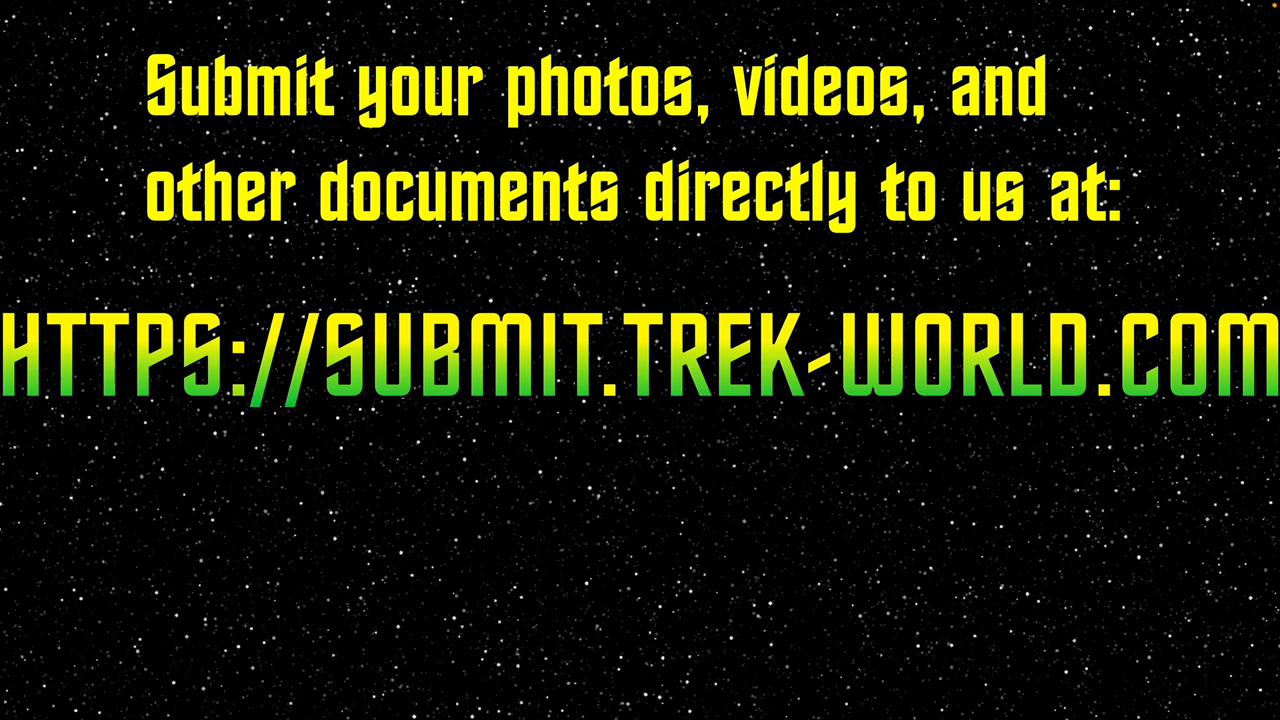 Submit your photos, videos, and
other documents directly to us at:
HTTPS://SUBMIT.TREK-WORLD.COM